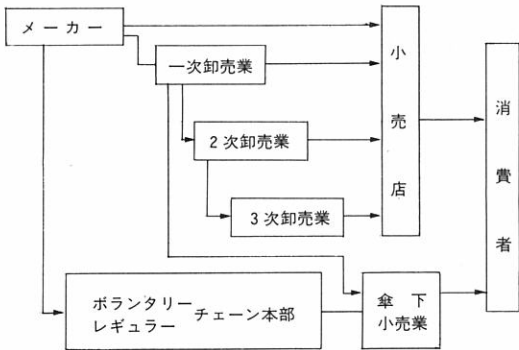 メーカー
一次卸売業
2次卸売業
3次卸売業
小売店
消費者
ボランタリー
レギュラー
チェーン本部
傘下
小売業